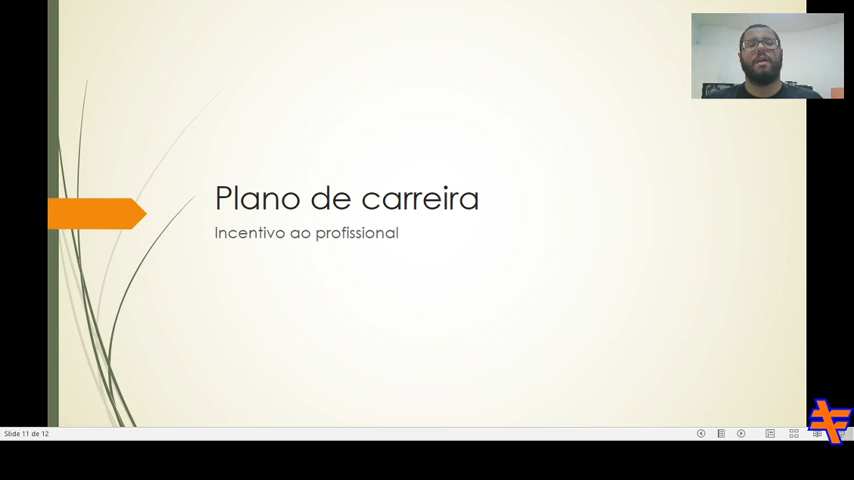 Plano de carreira
Incentivo ao profissional
Slide 11 de 12